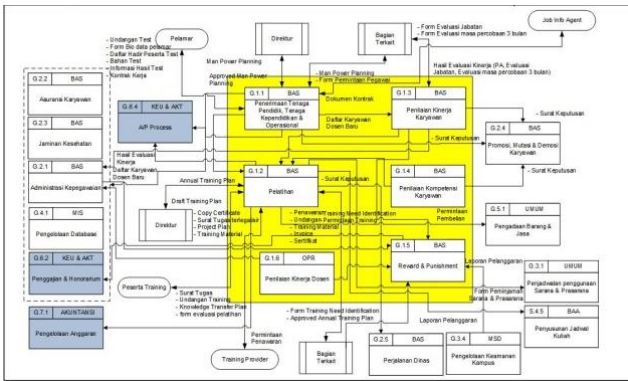 Job Info Agent
- Form Evaluasi Jabatan
- Form Evaluasi masa percobaan 3 bulan
- Undangan Test
- Form Bio data pelamar
- Daftar Hadir Peserta Test
- Bahan Test
- Informasi Hasil Test
Kontrak Kerja
Pelamar
Direktur
Bagian
Terkait
Man Power Planning
Approved Man Power
Planning
- Man Power Planning
- Form Permintaan Pegawai
Hasil Evaluasi Kinerja (PA, Evaluasi
Jabatan, Evaluasi masa percobaan 3 bulan)
G.2.2 BAS
Asuransi Karyawan
G.6.4 KEU & AKT
A/P Process
G.1.1 BAS
Penerimaan Tenaga
Pendidik, Tenaga
Kependidikan &
Operasional
Dokumen Kontrak
Daftar Karyawan
Dosen Baru
G.1.3 BAS
Penilaian Kinerja
Karyawan
- Surat Keputusan
G.2.3 BAS
Jaminan Kesehatan
G.2.4 BAS
Promosi, Mutasi & Demosi
Karyawan
- Surat Keputusan
Hasil Evaluasi
Kinerja
Daftar Karyawan
Dosen Baru
G.2.1 BAS
Administrasi Kepegawaian
G.1.2 BAS
Pelatihan
- Surat Keputusan
G.1.4 BAS
Penilaian Kompetensi
Karyawan
- Surat Keputusan
Annual Training Plan
Draft Training Plan
G.4.1 MIS
Pengelolaan Database
Direktur
- Copy Certificate
- Project Plan
- Training Material
- Training Material
- Invoice
- Sertifikat
Permintaan
Pembelian
G.5.1 UMUM
Pengadaan Barang &
Jasa
G.6.2 KEU & AKT
Penggajian & Honorarium
G.1.6 OPR
Penilaian Kinerja Dosen
G.1.5 BAS
Reward & Punishment
Laporan Pelanggaran
G.3.1 UMUM
Penjadwalan penggunaan
Sarana & Prasarana
Form Peminjaman
Sarana & Prasarana
Peserta Training
- Surat Tugas
- Undangan Training
- Knowledge Transfer Plan
- form evaluasi pelatihan
G.7.1 AKUNTANSI
Pengelolaan Anggaran
- Form Training Need Identification
- Approved Annual Training Plan
Laporan Pelanggaran
S.4.5 BAA
Penyusunan Jadwal
Kuliah
Permintaan
Penawaran
Training Provider
Bagian
Terkait
G.2.5 BAS
Perjalanan Dinas
G.3.4 MSD
Pengelolaan Keamanan
Kampus